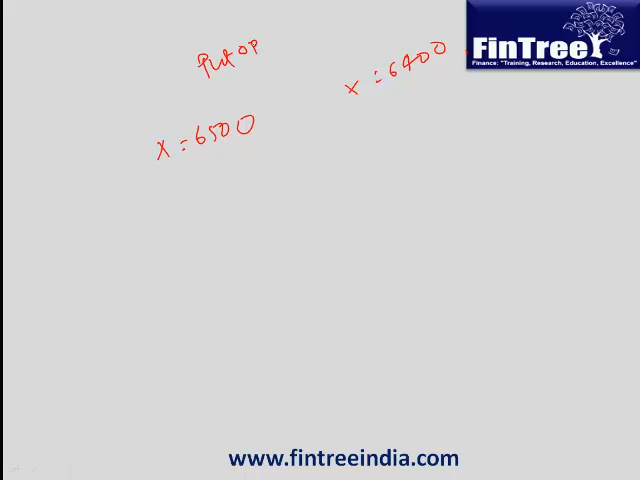 Put OP
X = 6500
X = 6400
FinTree
Finance: "Training, Research, Education, Excellence"
www.fintreeindia.com